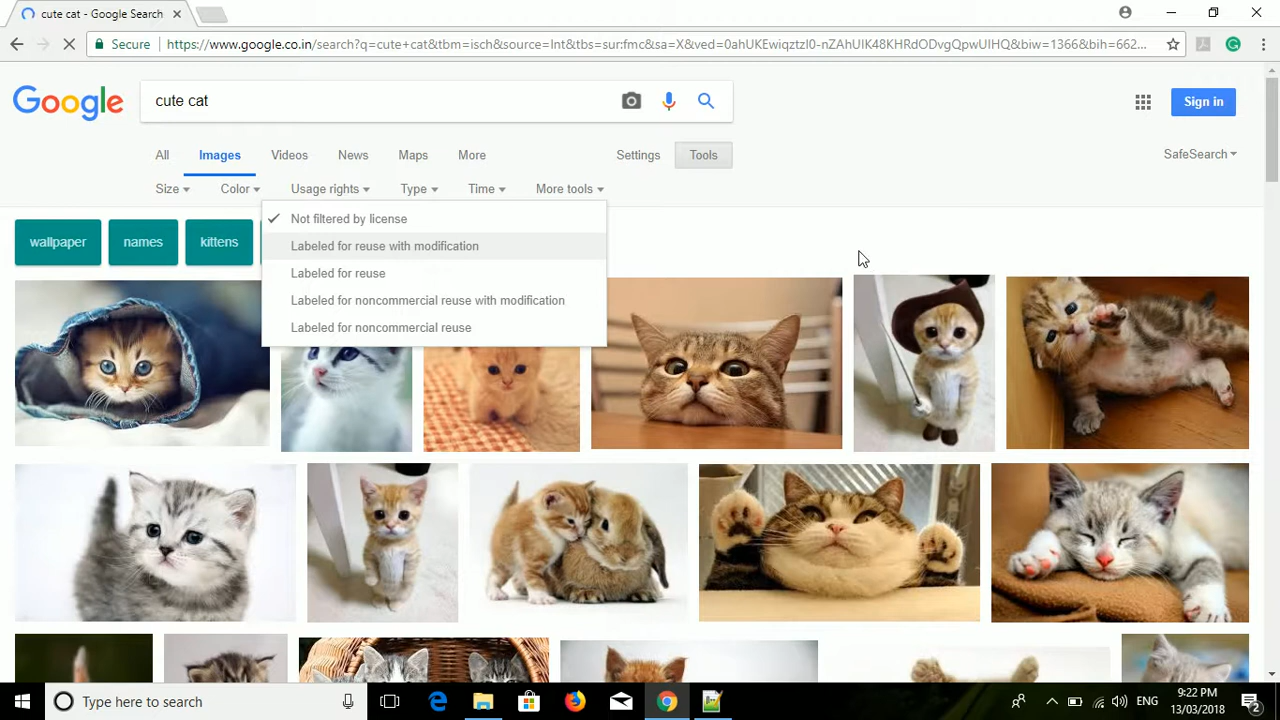 cute cat - Google Search
Secure
https://www.google.co.in/search?q=cute+cat&tbm=isch&source=lnt&tbs=sur:fmc&sa=X&ved=0ahUKEwiqztzI0-nZAhUIK48KHRdODvgQpwUIHQ&biw=1366&bih=662...
Google
cute cat
Sign in
All Images Videos News Maps More Settings Tools
SafeSearch
Size Color Usage rights Type Time More tools
Not filtered by license
Labeled for reuse with modification
Labeled for reuse
Labeled for noncommercial reuse with modification
Labeled for noncommercial reuse
wallpaper names kittens
Type here to search
ENG
9:22 PM
13/03/2018
2